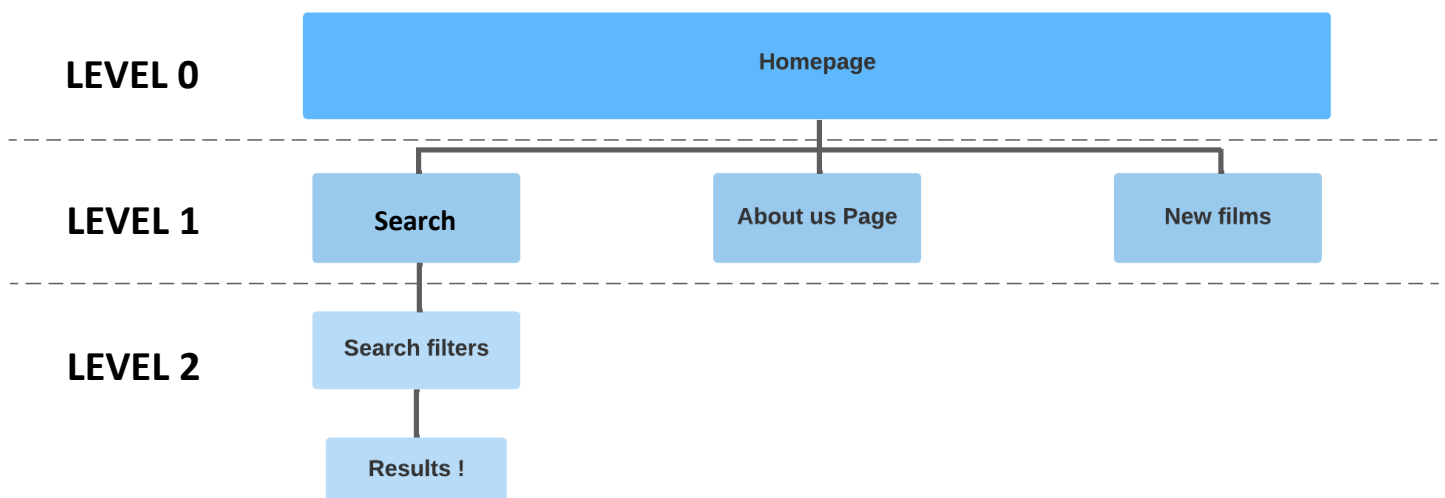 LEVEL 0
Homepage
LEVEL 1
Search
About us Page
New films
LEVEL 2
Search filters
Results !